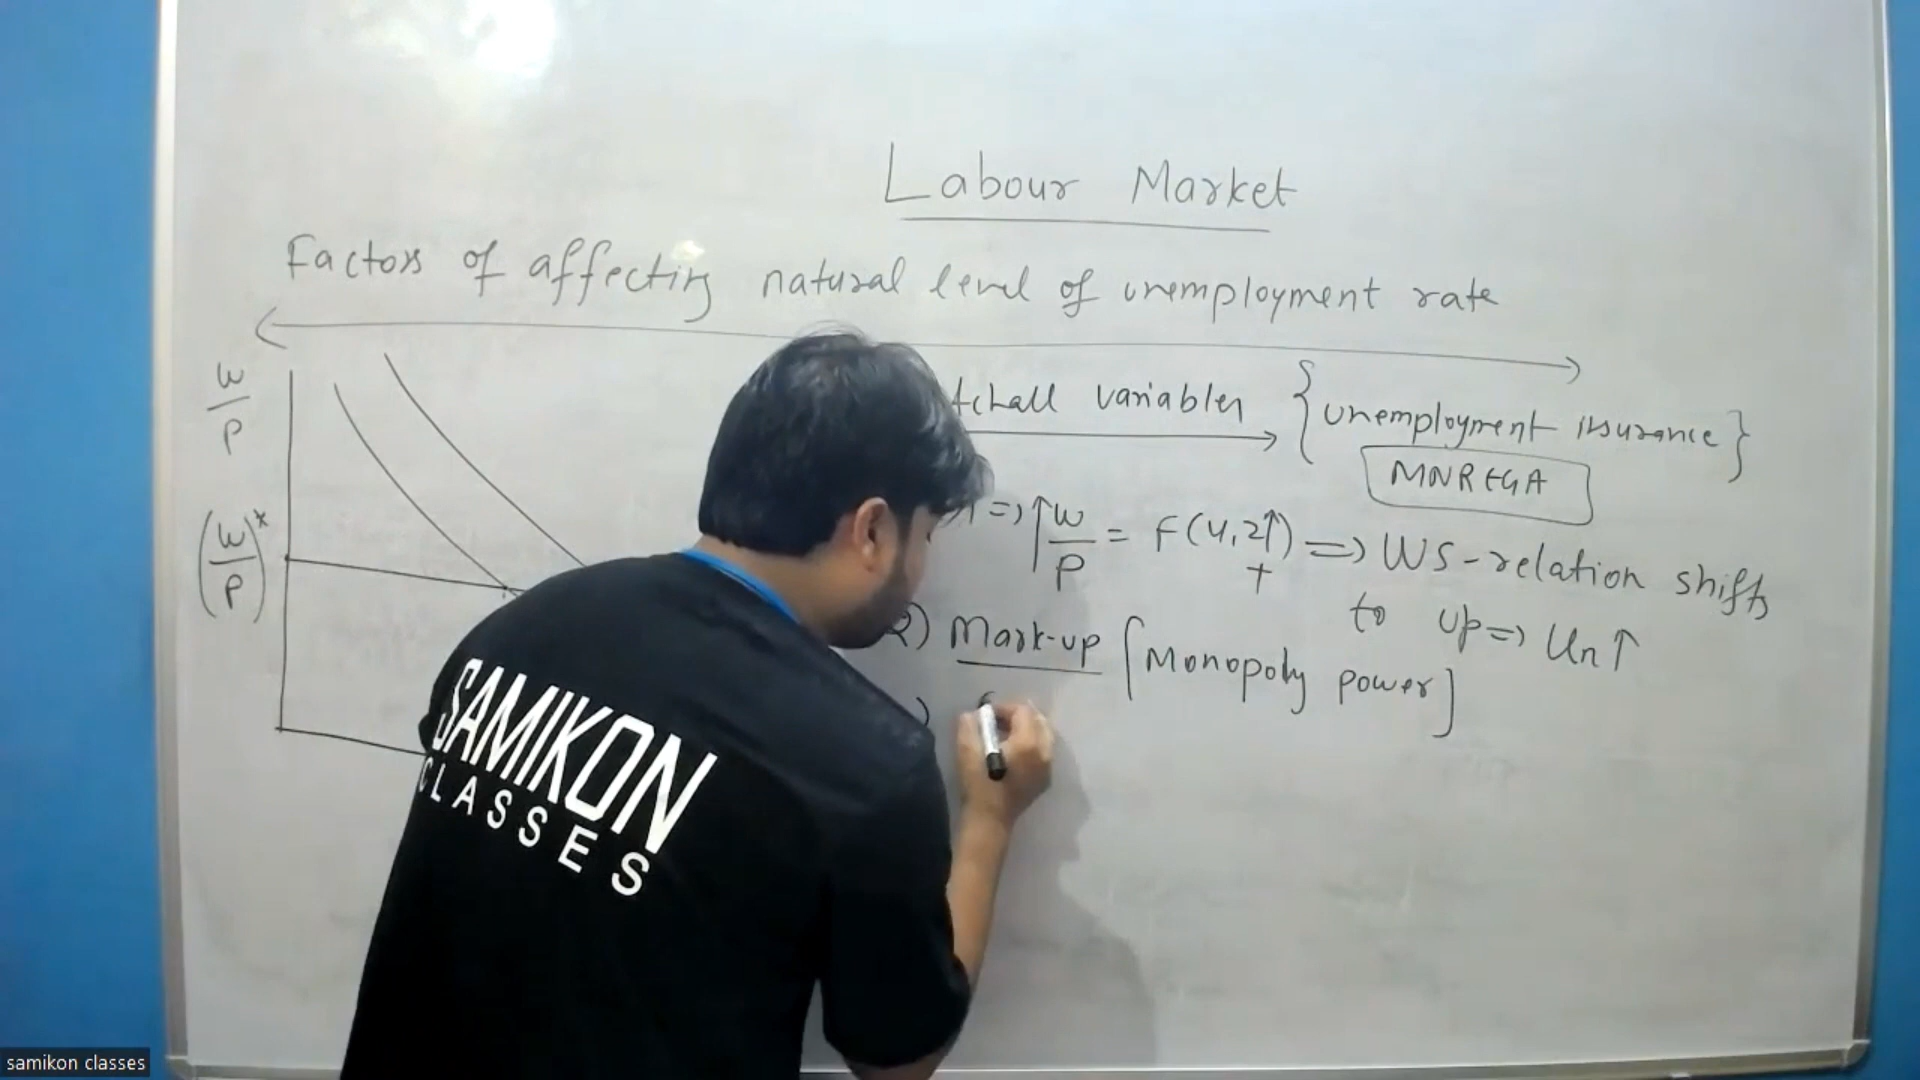 Labour Market
Factors of affecting natural level of unemployment rate
W
P
(W/P)*
variables
{unemployment insurance}
MNREGA
=> ↑W/P = F(u,z↑) => WS-relation shifts
+
to up => Un↑
2) Mark-up [Monopoly power]
SAMIKON
CLASSES
samikon classes